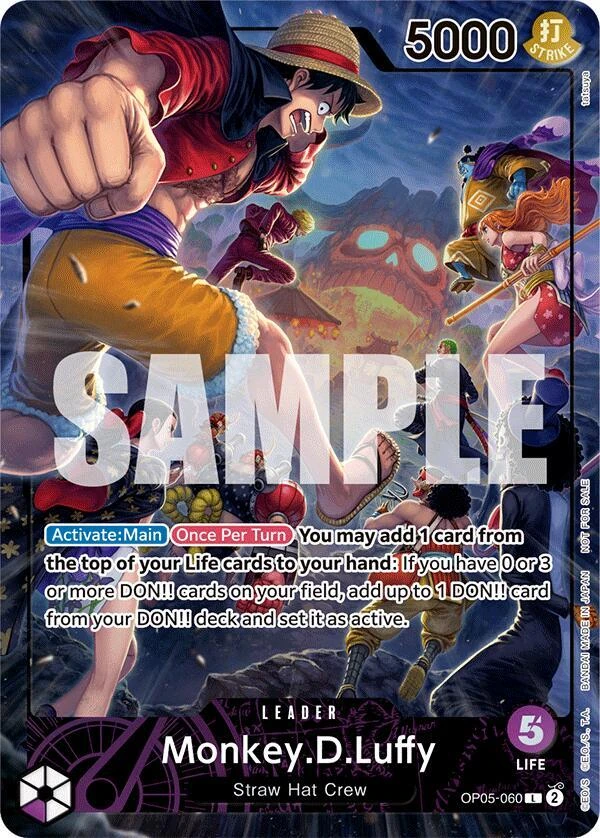 5000
打
STRIKE
tatsuya
SAMPLE
Activate:Main Once Per Turn You may add 1 card from
the top of your Life cards to your hand: If you have 0 or 3
or more DON!! cards on your field, add up to 1 DON!! card
from your DON!! deck and set it as active.
LEADER
Monkey.D.Luffy
Straw Hat Crew
5
LIFE
OP05-060 L 2
©E.O./S. ©E.O./S., T.A. BANDAI MADE IN JAPAN NOT FOR SALE